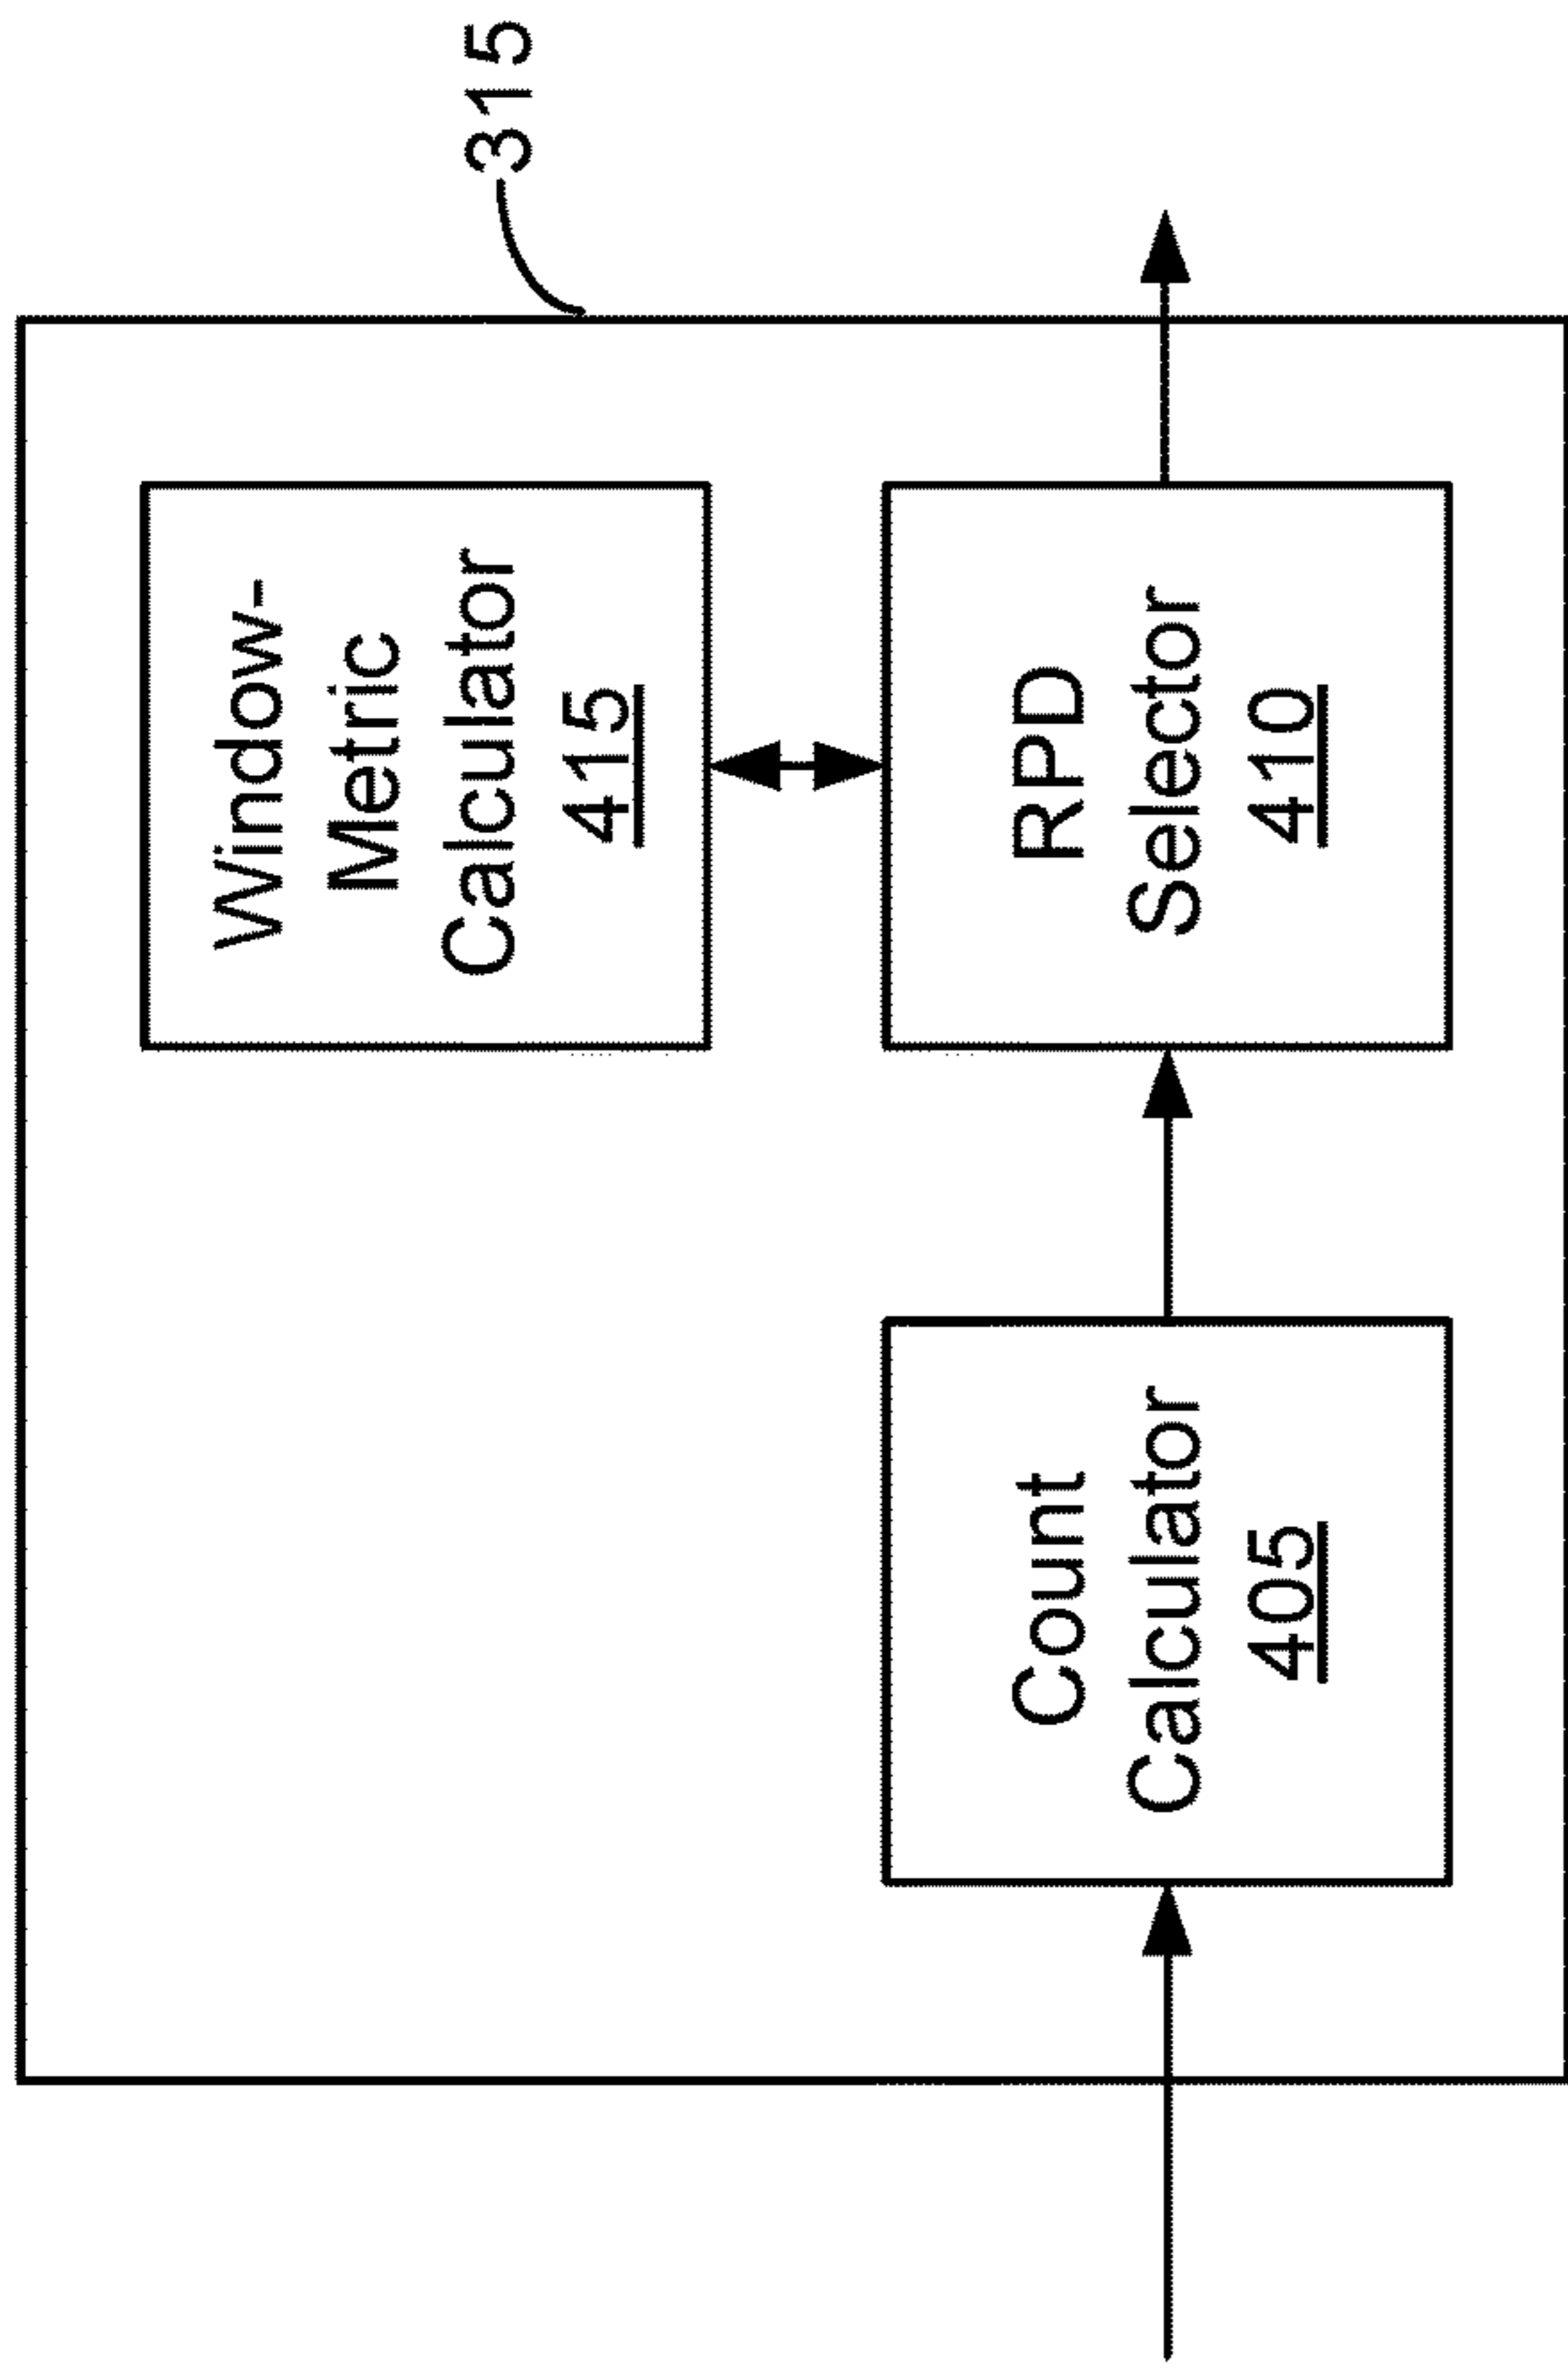 315
Window-
Metric
Calculator
415
Count
Calculator
405
RPD
Selector
410